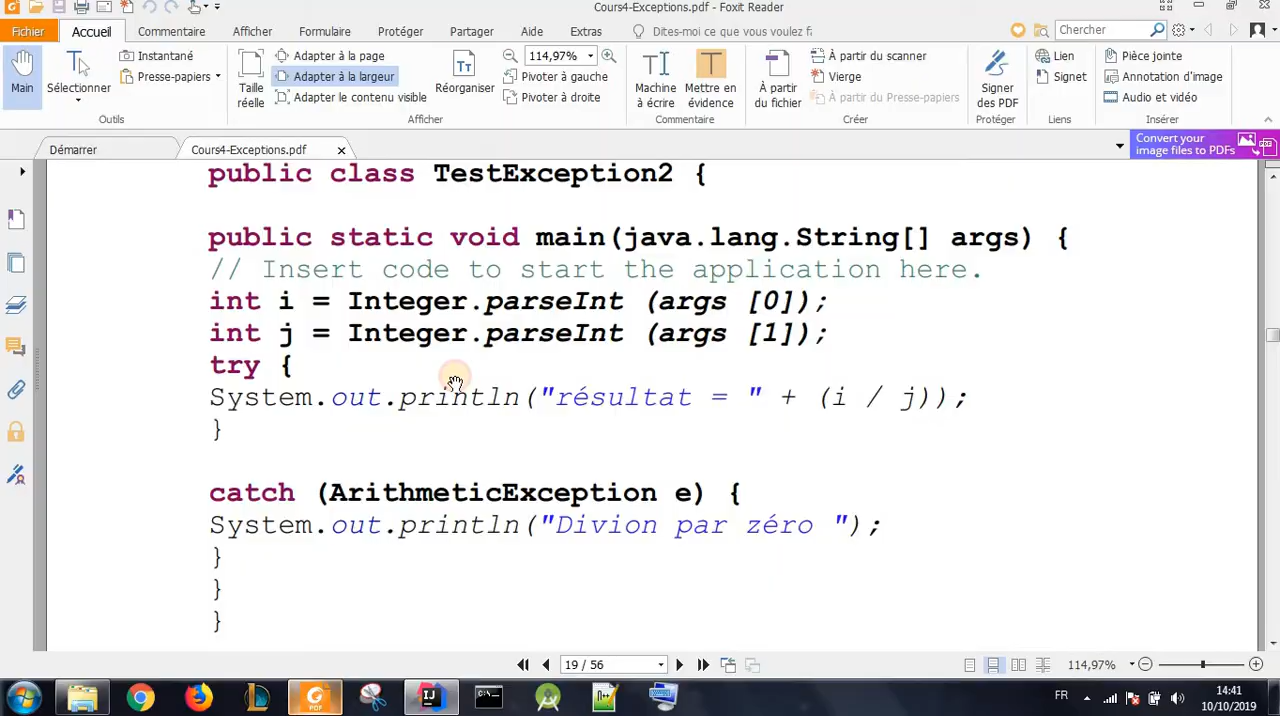 Cours4-Exceptions.pdf - Foxit Reader
Fichier Accueil Commentaire Afficher Formulaire Protéger Partager Aide Extras Dites-moi ce que vous voulez fi Chercher
Main
Sélectionner
Instantané
Presse-papiers
Outils
Taille réelle
Adapter à la page
Adapter à la largeur
Adapter le contenu visible
Réorganiser
114,97%
Pivoter à gauche
Pivoter à droite
Afficher
Machine à écrire
Mettre en évidence
Commentaire
À partir du fichier
À partir du scanner
Vierge
À partir du Presse-papiers
Créer
Signer des PDF
Protéger
Lien
Signet
Liens
Pièce jointe
Annotation d'image
Audio et vidéo
Insérer
Démarrer
Cours4-Exceptions.pdf
Convert your
image files to PDFs
public class TestException2 {
public static void main(java.lang.String[] args) {
// Insert code to start the application here.
int i = Integer.parseInt (args [0]);
int j = Integer.parseInt (args [1]);
try {
System.out.println("résultat = " + (i / j));
}
catch (ArithmeticException e) {
System.out.println("Divion par zéro ");
}
}
}
19 / 56
114,97%
FR
14:41
10/10/2019